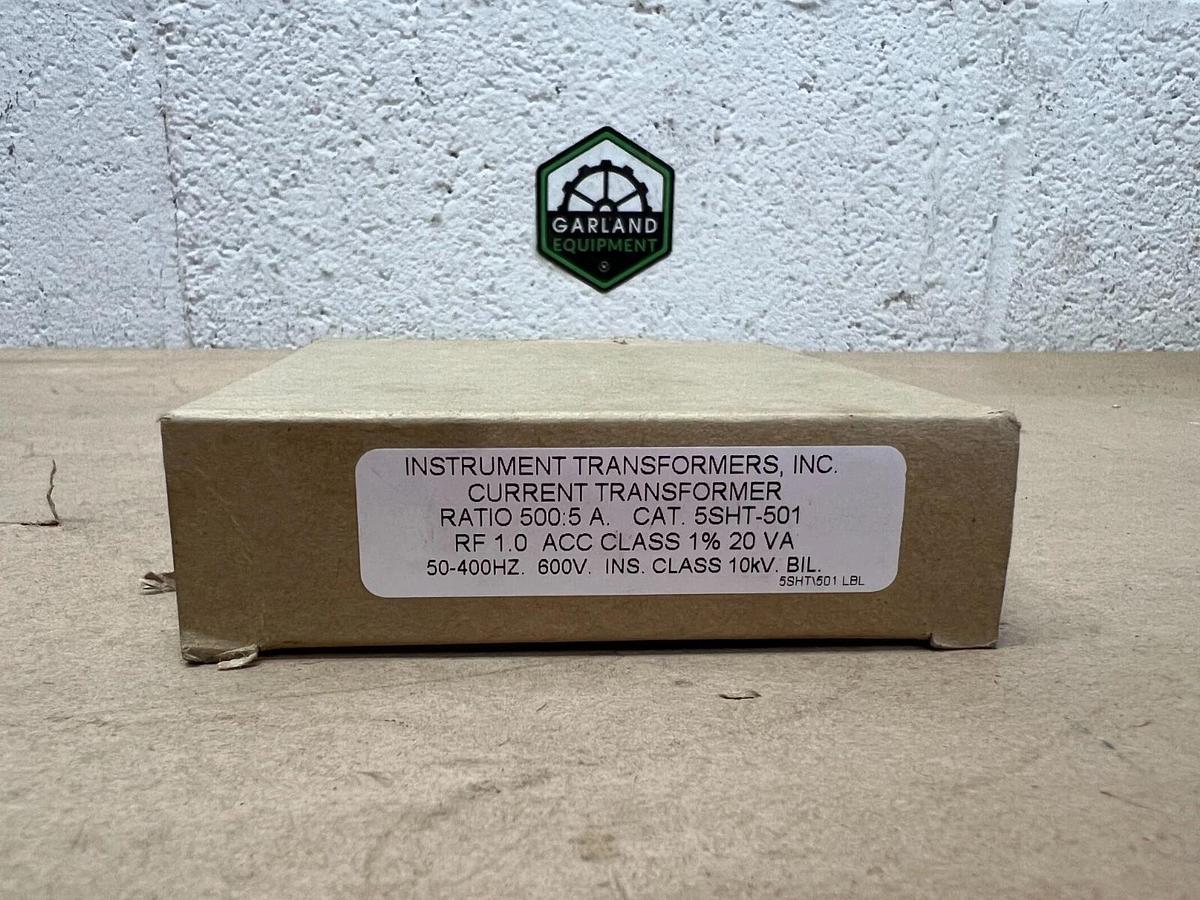 GARLAND
EQUIPMENT
INSTRUMENT TRANSFORMERS, INC.
CURRENT TRANSFORMER
RATIO 500:5 A. CAT. 5SHT-501
RF 1.0 ACC CLASS 1% 20 VA
50-400HZ. 600V. INS. CLASS 10kV. BIL.
5SHT\501 LBL